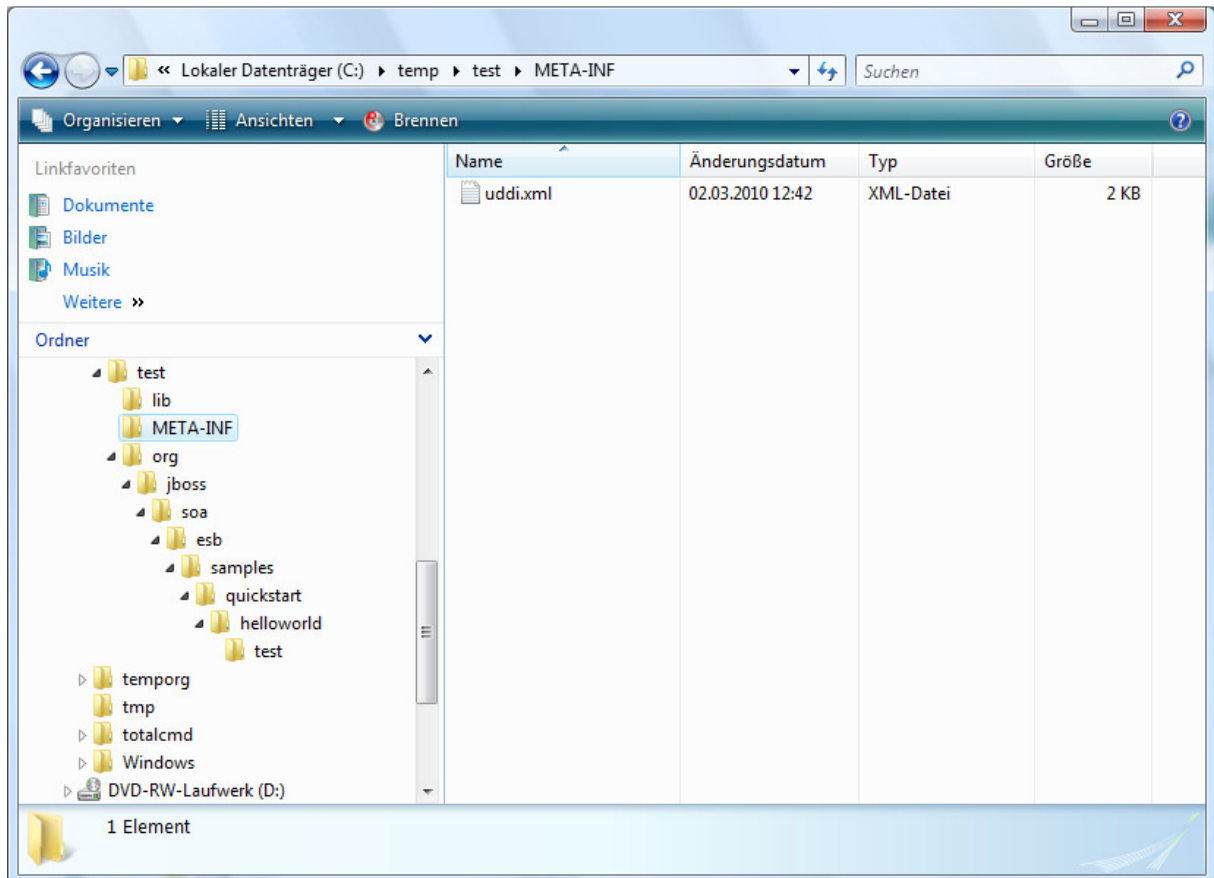 « Lokaler Datenträger (C:) ▸ temp ▸ test ▸ META-INF
Suchen
Organisieren Ansichten Brennen
Linkfavoriten
Dokumente
Bilder
Musik
Weitere »
Ordner
test
lib
META-INF
org
jboss
soa
esb
samples
quickstart
helloworld
test
temporg
tmp
totalcmd
Windows
DVD-RW-Laufwerk (D:)
Name Änderungsdatum Typ Größe
uddi.xml 02.03.2010 12:42 XML-Datei 2 KB
1 Element